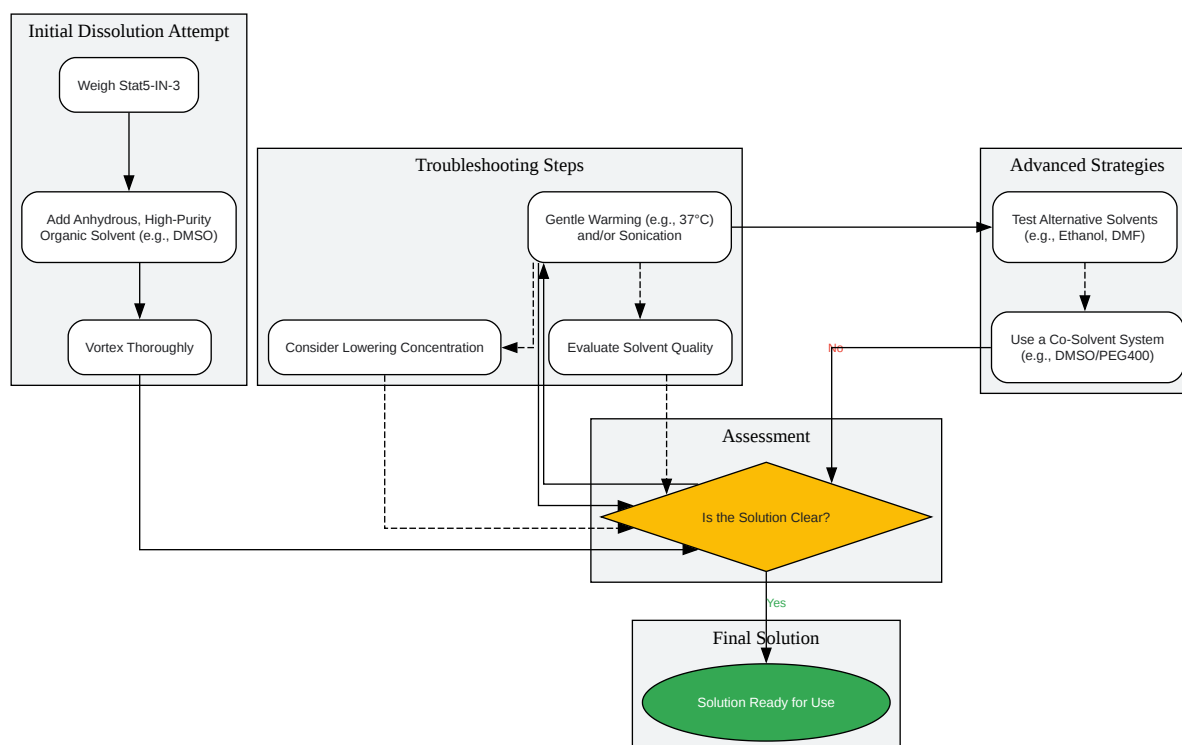 Initial Dissolution Attempt
Weigh Stat5-IN-3
Add Anhydrous, High-Purity
Organic Solvent (e.g., DMSO)
Vortex Thoroughly
Troubleshooting Steps
Gentle Warming (e.g., 37°C)
and/or Sonication
Consider Lowering Concentration
Evaluate Solvent Quality
Advanced Strategies
Test Alternative Solvents
(e.g., Ethanol, DMF)
Use a Co-Solvent System
(e.g., DMSO/PEG400)
No
Assessment
Is the Solution Clear?
Yes
Final Solution
Solution Ready for Use